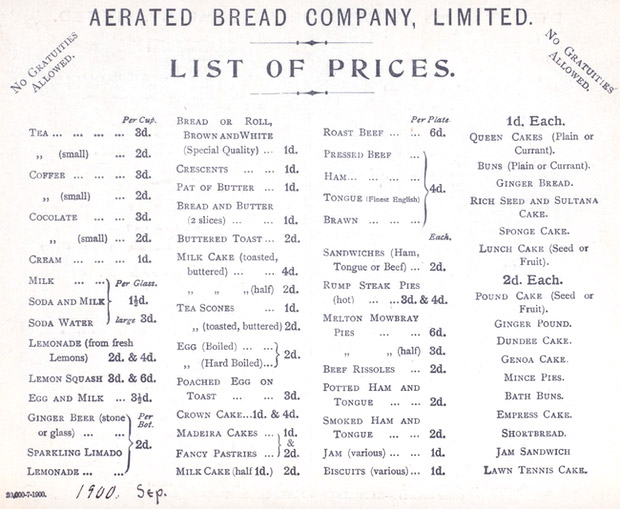 AERATED BREAD COMPANY, LIMITED.
No Gratuities
Allowed.
No Gratuities
Allowed.
LIST OF PRICES.
Per Cup.
Tea ... ... ... ... 3d.
„ (small) ... 2d.
Coffee ... ... ... 3d.
„ (small) ... 2d.
Cocolate ... ... 3d.
„ (small) ... 2d.
Cream ... ... ... 1d.
Milk ... ... Per Glass.
Soda and Milk 1½d.
Soda Water large 3d.
Lemonade (from fresh
Lemons) 2d. & 4d.
Lemon Squash 3d. & 6d.
Egg and Milk ... 3½d.
Ginger Beer (stone Per
or glass) ... ... Bot.
Sparkling Limado 2d.
Lemonade ... ...
Bread or Roll,
Brown and White
(Special Quality) ... 1d.
Crescents ... ... 1d.
Pat of Butter ... 1d.
Bread and Butter
(2 slices) ... ... 1d.
Buttered Toast ... 2d.
Milk Cake (toasted,
buttered) ... ... 4d.
„ „ (half) 2d.
Tea Scones ... 1d.
„ (toasted, buttered) 2d.
Egg (Boiled) ... ...
„ (Hard Boiled)... 2d.
Poached Egg on
Toast ... ... 3d.
Crown Cake...1d. & 4d.
Madeira Cakes ... 1d.
&
Fancy Pastries ... 2d.
Milk Cake (half 1d.) 2d.
Per Plate
Roast Beef ... ... 6d.
Pressed Beef ...
Ham... ... ...
Tongue (Finest English) 4d.
Brawn ... ...
Each.
Sandwiches (Ham,
Tongue or Beef) ... 2d.
Rump Steak Pies
(hot) ... ...3d. & 4d.
Melton Mowbray
Pies ... ... 6d.
„ „ (half) 3d.
Beef Rissoles ... 2d.
Potted Ham and
Tongue ... ... 2d.
Smoked Ham and
Tongue ... ... 2d.
Jam (various) ... ... 1d.
Biscuits (various)... 1d.
1d. Each.
Queen Cakes (Plain or
Currant).
Buns (Plain or Currant).
Ginger Bread.
Rich Seed and Sultana
Cake.
Sponge Cake.
Lunch Cake (Seed or
Fruit).
2d. Each.
Pound Cake (Seed or
Fruit).
Ginger Pound.
Dundee Cake.
Genoa Cake.
Mince Pies.
Bath Buns.
Empress Cake.
Shortbread.
Jam Sandwich
Lawn Tennis Cake.
20,000-7-1900.
1900. Sep.